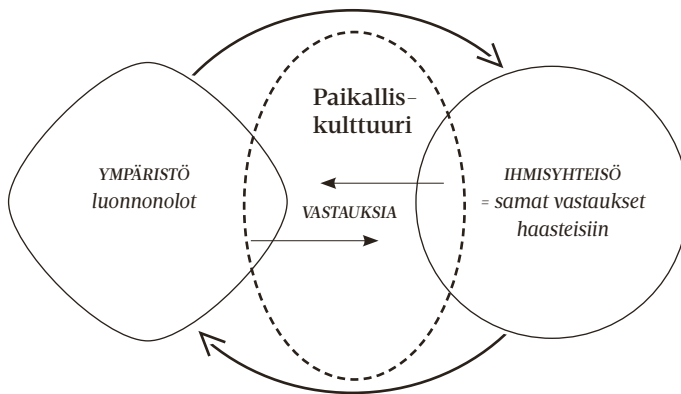 Paikallis-
kulttuuri
YMPÄRISTÖ
luonnonolot
VASTAUKSIA
IHMISYHTEISÖ
= samat vastaukset
haasteisiin